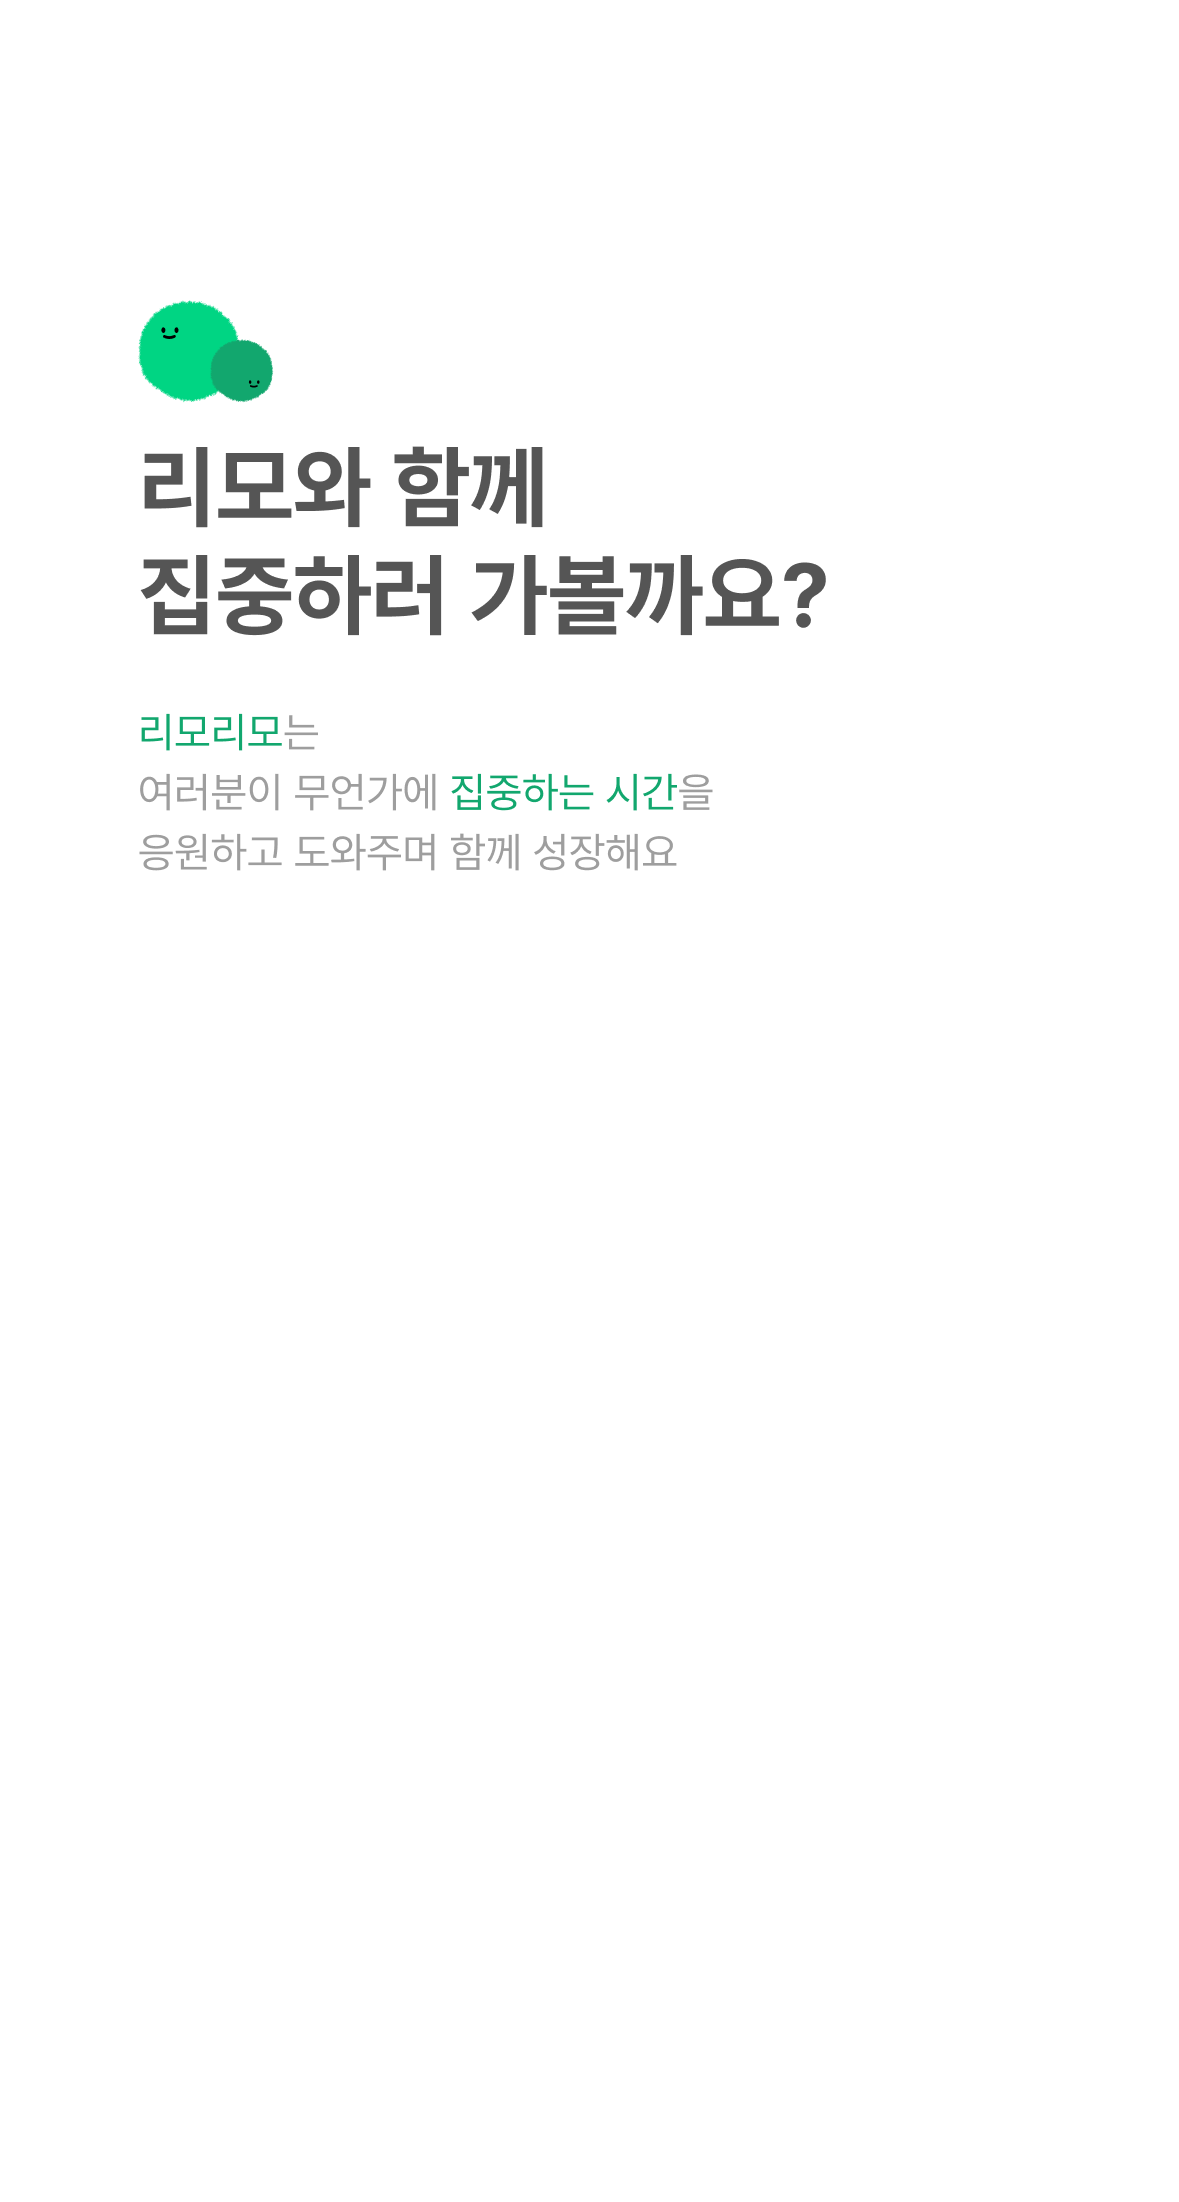 리모와 함께
집중하러 가볼까요?
리모리모는
여러분이 무언가에 집중하는 시간을
응원하고 도와주며 함께 성장해요